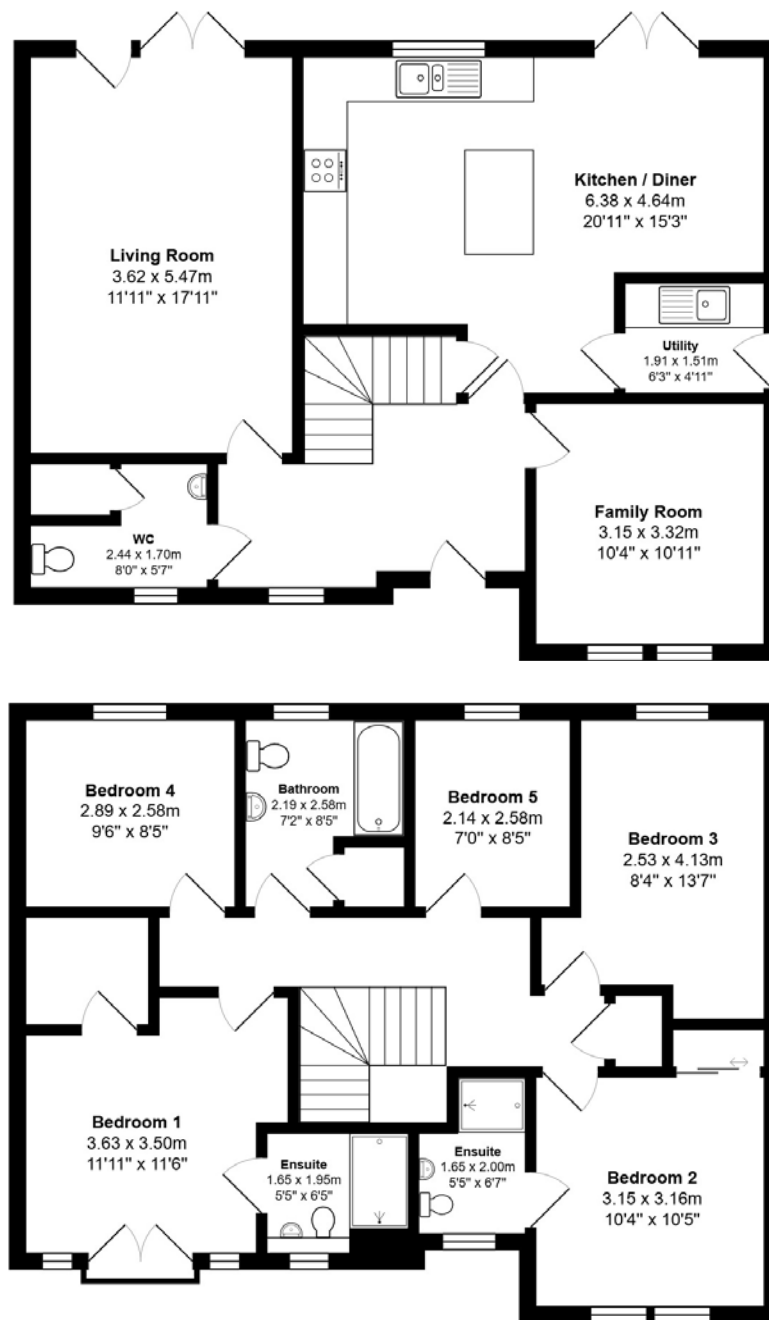 Living Room
3.62 x 5.47m
11'11" x 17'11"
Kitchen / Diner
6.38 x 4.64m
20'11" x 15'3"
Utility
1.91 x 1.51m
6'3" x 4'11"
WC
2.44 x 1.70m
8'0" x 5'7"
Family Room
3.15 x 3.32m
10'4" x 10'11"
Bedroom 4
2.89 x 2.58m
9'6" x 8'5"
Bathroom
2.19 x 2.58m
7'2" x 8'5"
Bedroom 5
2.14 x 2.58m
7'0" x 8'5"
Bedroom 3
2.53 x 4.13m
8'4" x 13'7"
Bedroom 1
3.63 x 3.50m
11'11" x 11'6"
Ensuite
1.65 x 1.95m
5'5" x 6'5"
Ensuite
1.65 x 2.00m
5'5" x 6'7"
Bedroom 2
3.15 x 3.16m
10'4" x 10'5"